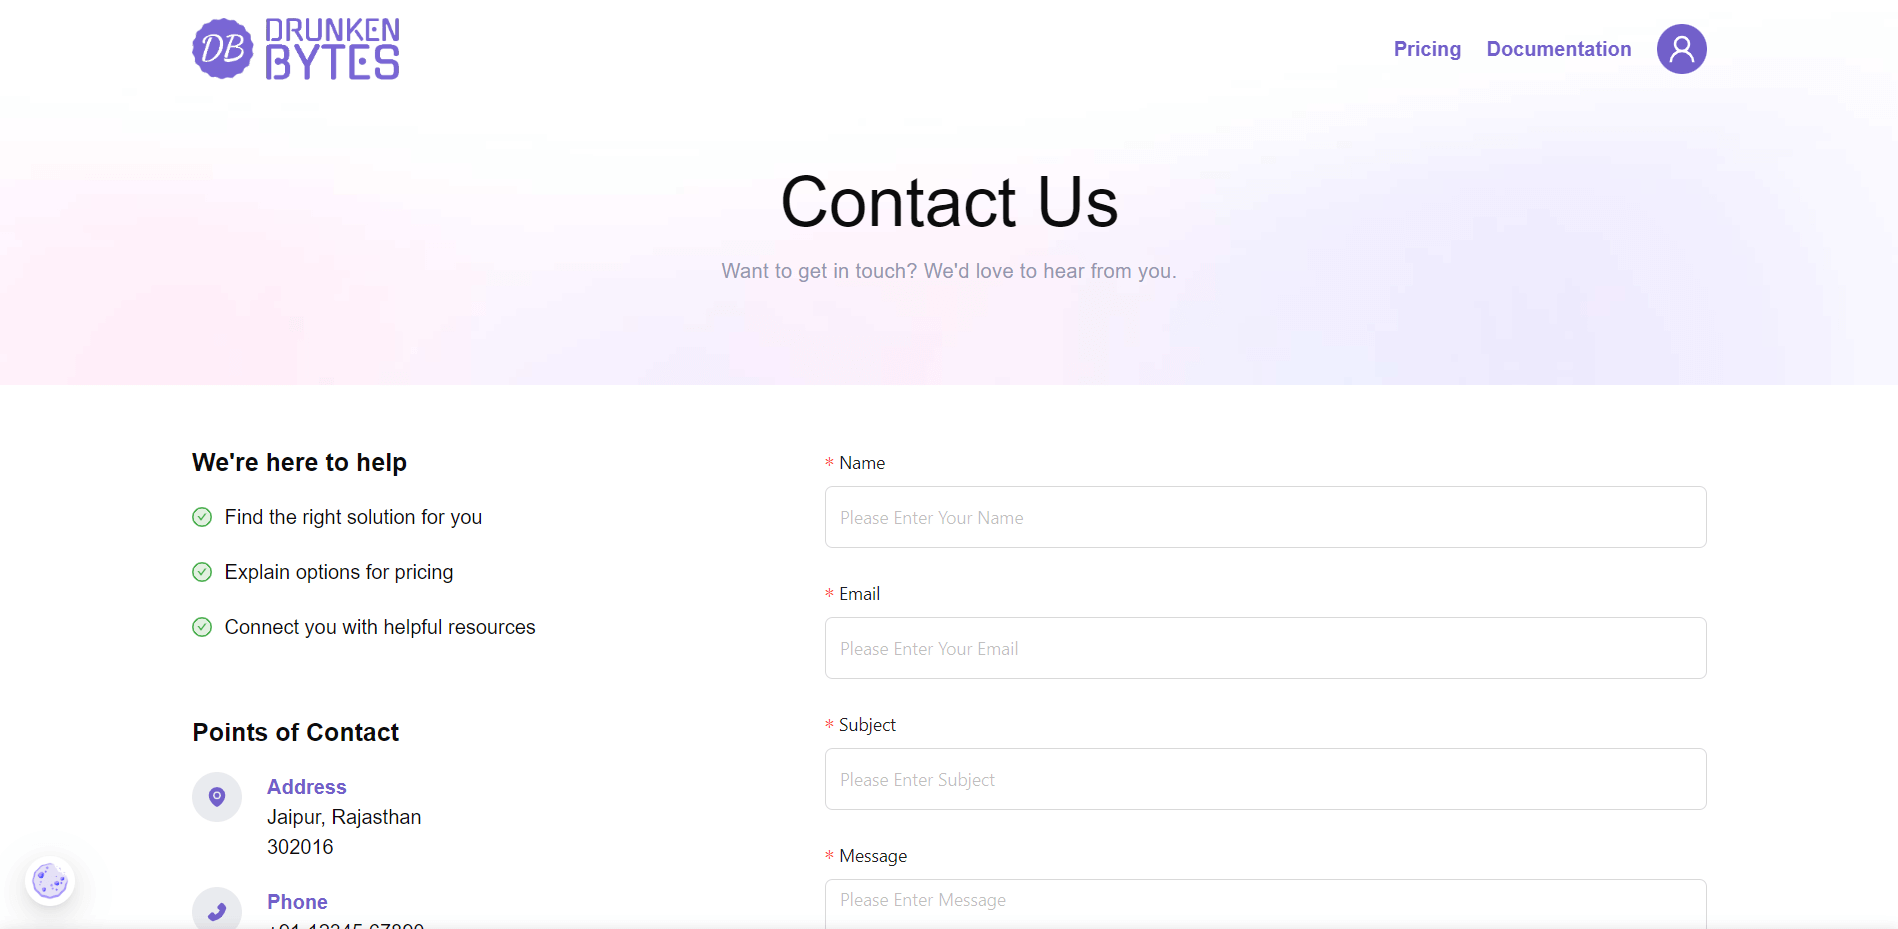 DB DRUNKEN BYTES
Pricing
Documentation
Contact Us
Want to get in touch? We'd love to hear from you.
We're here to help
Find the right solution for you
Explain options for pricing
Connect you with helpful resources
Points of Contact
Address
Jaipur, Rajasthan
302016
Phone
* Name
Please Enter Your Name
* Email
Please Enter Your Email
* Subject
Please Enter Subject
* Message
Please Enter Message